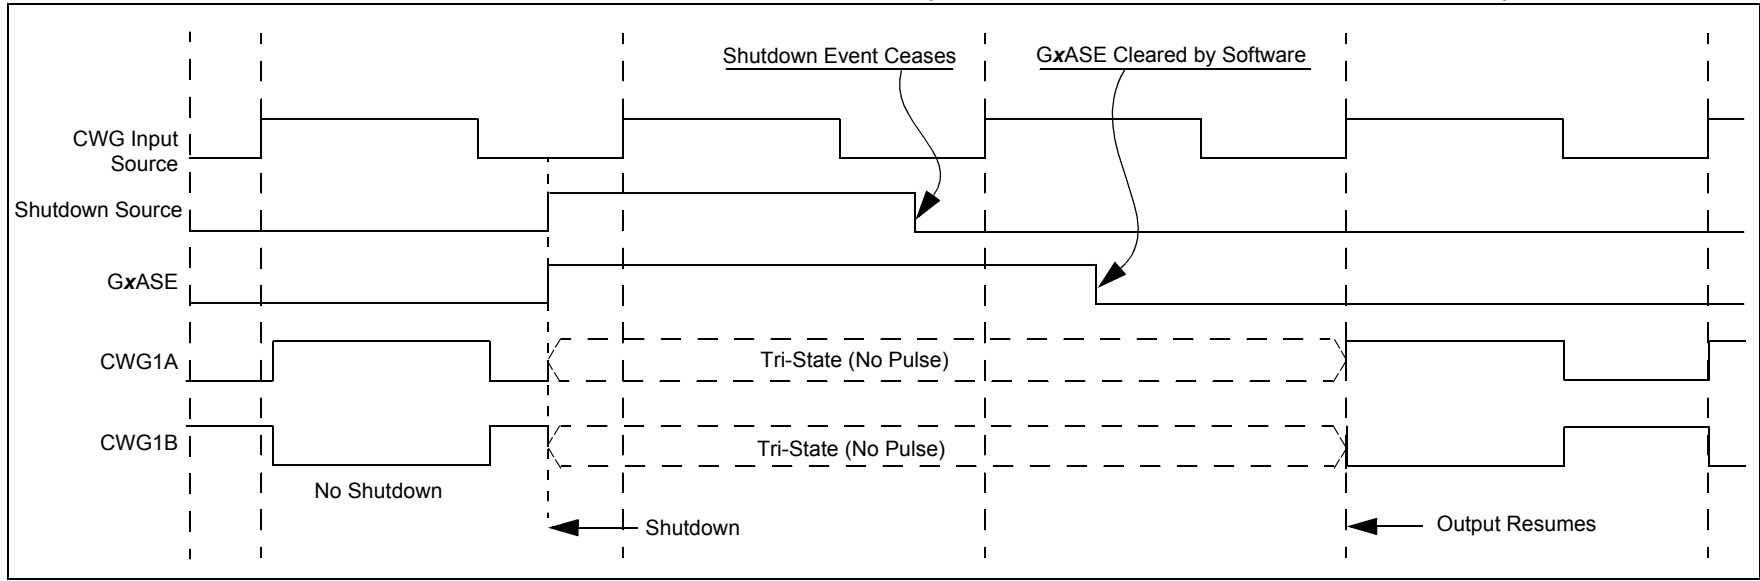 Shutdown Event Ceases
GxASE Cleared by Software
CWG Input
Source
Shutdown Source
GxASE
CWG1A
Tri-State (No Pulse)
CWG1B
Tri-State (No Pulse)
No Shutdown
Shutdown
Output Resumes